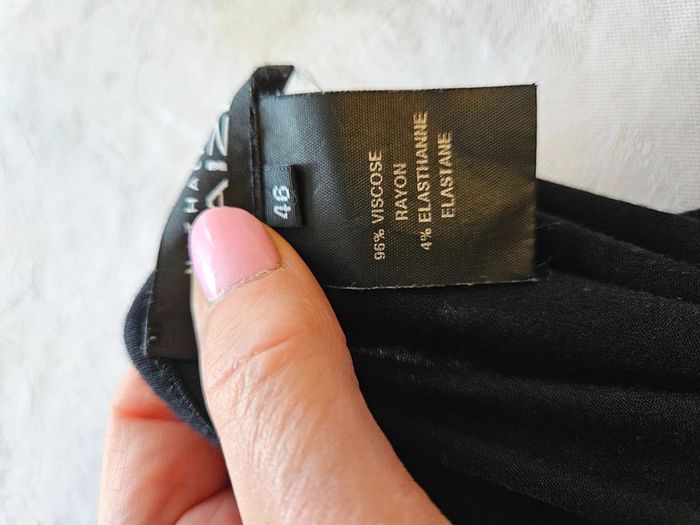 46
96% VISCOSE
RAYON
4% ELASTHANNE
ELASTANE